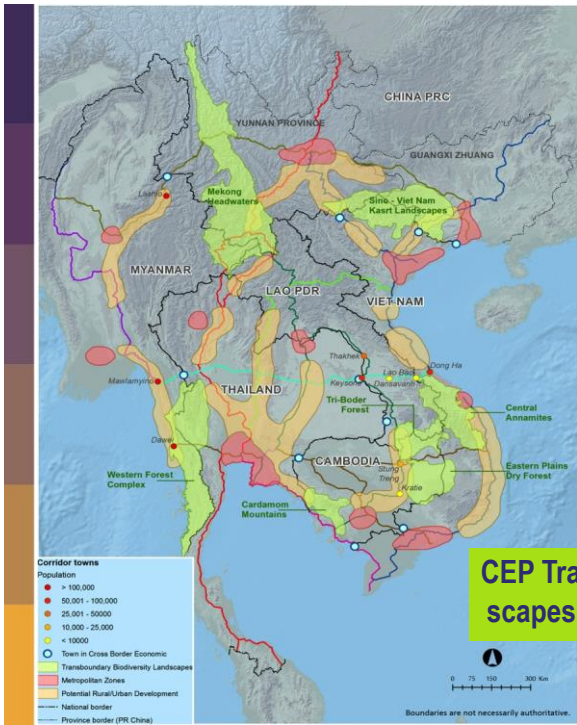 CHINA PRC
YUNNAN PROVINCE
GUANGXI ZHUANG
Lashio
Mekong
Headwaters
Sino - Viet Nam
Kasrt Landscapes
MYANMAR
LAO PDR
VIET NAM
Thakhek
Lao Bao
Dong Ha
Mawlamyine
Keysone
Dansavanh
THAILAND
Tri-Boder
Forest
Central
Annamites
Dawei
CAMBODIA
Stung
Treng
Eastern Plains
Dry Forest
Western Forest
Complex
Kratie
Cardamom
Mountains
Corridor towns
Population
> 100,000
50,001 - 100,000
25,001 - 50000
10,000 - 25,000
< 10000
Town in Cross Border Economic
Transboundary Biodiversity Landscapes
Metropolitan Zones
Potential Rural/Urban Development
National border
Province border (PR China)
CEP Tra
scapes
0 75 150 300 Km
Boundaries are not necessarily authoritative.